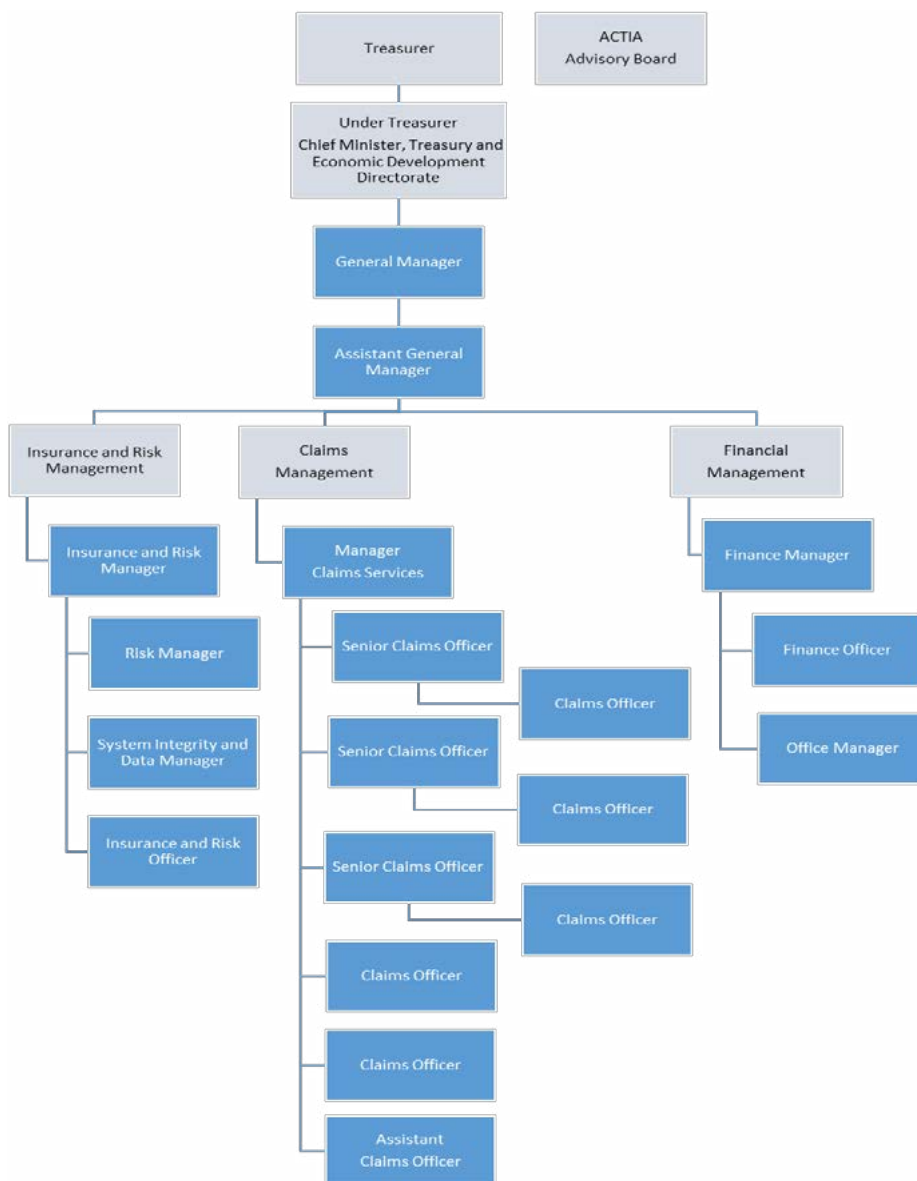 Treasurer
ACTIA
Advisory Board
Under Treasurer
Chief Minister, Treasury and
Economic Development
Directorate
General Manager
Assistant General
Manager
Insurance and Risk
Management
Claims
Management
Financial
Management
Insurance and Risk
Manager
Risk Manager
System Integrity and
Data Manager
Insurance and Risk
Officer
Manager
Claims Services
Senior Claims Officer
Claims Officer
Senior Claims Officer
Claims Officer
Senior Claims Officer
Claims Officer
Claims Officer
Claims Officer
Assistant
Claims Officer
Finance Manager
Finance Officer
Office Manager